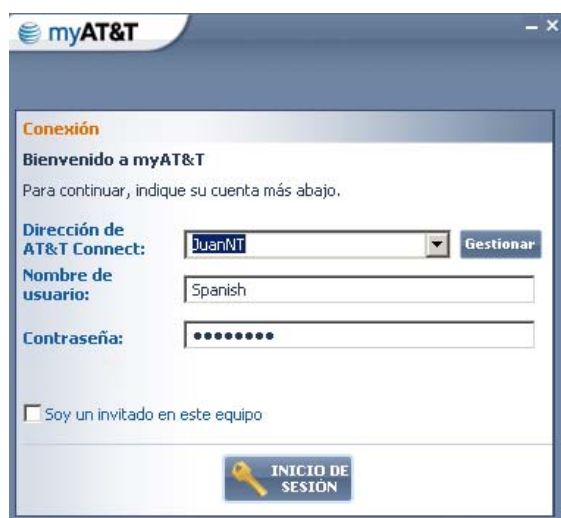 myAT&T
Conexión
Bienvenido a myAT&T
Para continuar, indique su cuenta más abajo.
Dirección de
AT&T Connect:
JuanNT
Gestionar
Nombre de
usuario:
Spanish
Contraseña:
••••••••
Soy un invitado en este equipo
INICIO DE
SESIÓN